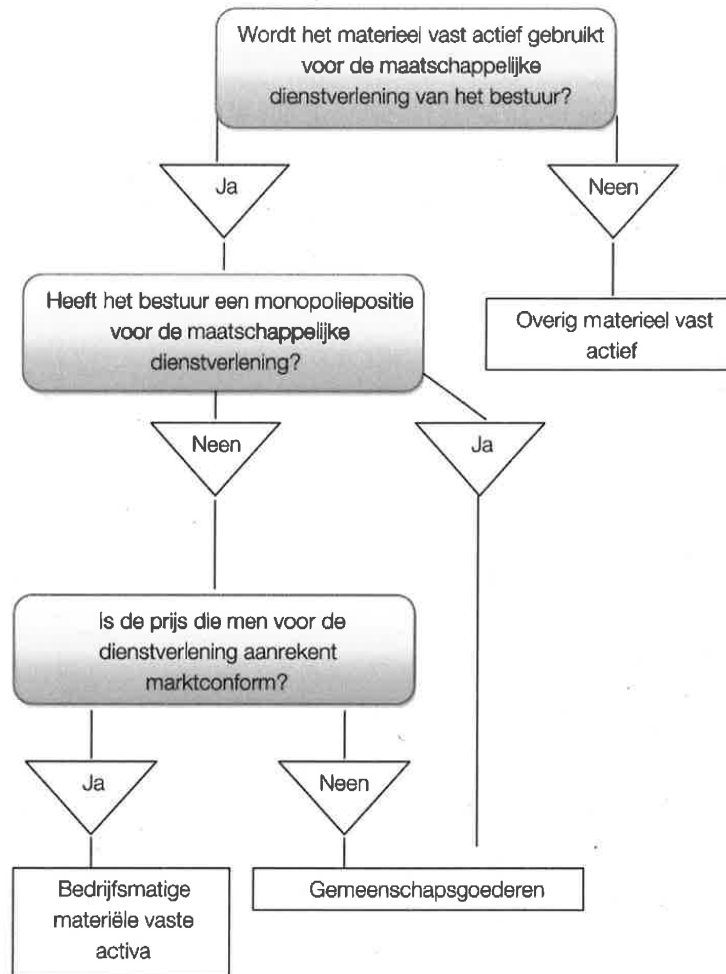 Wordt het materieel vast actief gebruikt
voor de maatschappelijke
dienstverlening van het bestuur?
Ja
Neen
Heeft het bestuur een monopoliepositie
voor de maatschappelijke
dienstverlening?
Overig materieel vast
actief
Neen
Ja
Is de prijs die men voor de
dienstverlening aanrekent
marktconform?
Ja
Neen
Bedrijfsmatige
materiële vaste
activa
Gemeenschapsgoederen